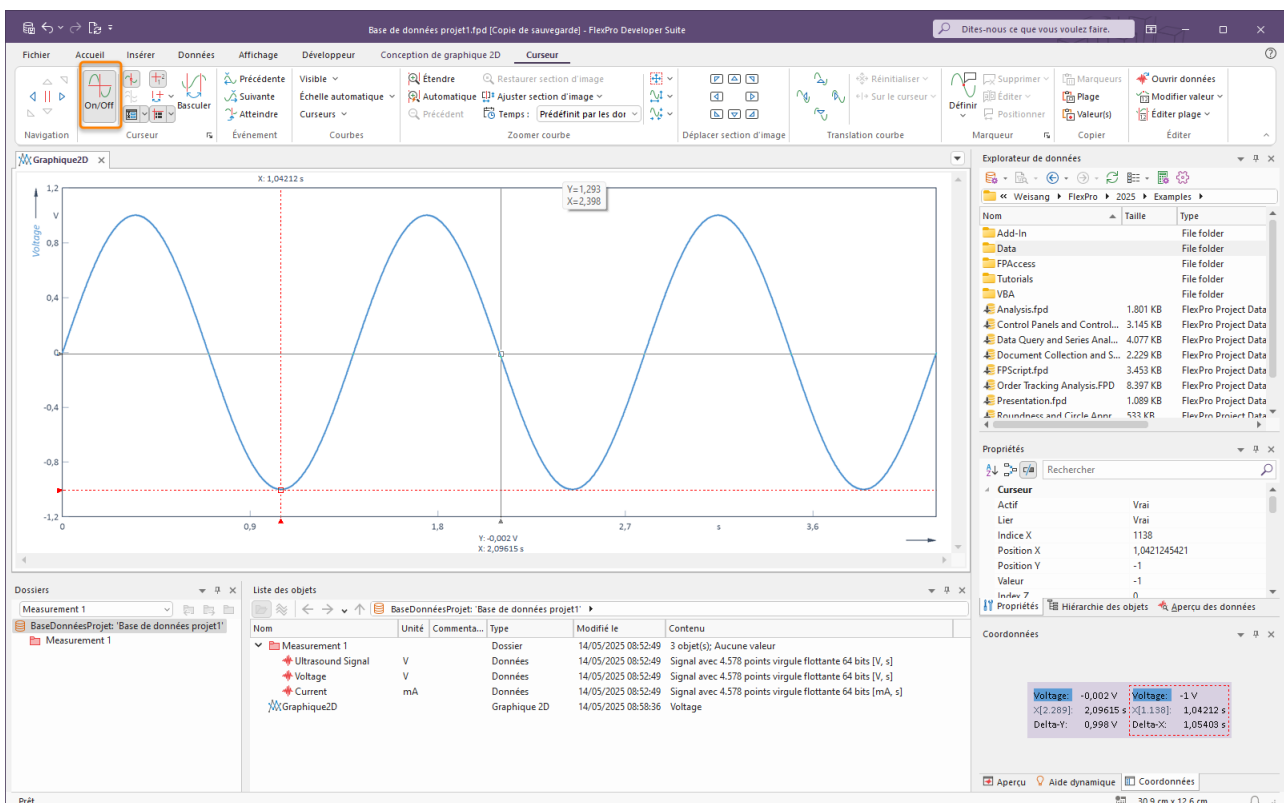 Base de données projet1.fpd [Copie de sauvegarde] - FlexPro Developer Suite
Dites-nous ce que vous voulez faire.
Fichier Accueil Insérer Données Affichage Développeur Conception de graphique 2D Curseur
On/Off
Basculer
Précédente
Suivante
Atteindre
Visible
Échelle automatique
Curseurs
Étendre Restaurer section d'image
Automatique Ajuster section d'image
Précédent Temps : Prédéfinit par les dor
Réinitialiser
Sur le curseur
Définir
Supprimer
Éditer
Positionner
Marqueurs
Plage
Valeur(s)
Ouvrir données
Modifier valeur
Éditer plage
Navigation Curseur Événement Courbes Zoomer courbe Déplacer section d'image Translation courbe Marqueur Copier Éditer
Graphique2D
X: 1,04212 s
Y=1,293
X=2,398
Voltage
1,2
V
0,8
0,4
0
-0,4
-0,8
-1,2
0 0,9 1,8 2,7 s 3,6
Y: -0,002 V
X: 2,09615 s
Explorateur de données
« Weisang FlexPro 2025 Examples
Nom Taille Type
Add-In File folder
Data File folder
FPAccess File folder
Tutorials File folder
VBA File folder
Analysis.fpd 1.801 KB FlexPro Project Data
Control Panels and Control... 3.145 KB FlexPro Project Data
Data Query and Series Anal... 4.077 KB FlexPro Project Data
Document Collection and S... 2.229 KB FlexPro Project Data
FPScript.fpd 3.453 KB FlexPro Project Data
Order Tracking Analysis.FPD 8.397 KB FlexPro Project Data
Presentation.fpd 1.089 KB FlexPro Project Data
Roundness and Circle Appr... 533 KB FlexPro Project Data
Propriétés
Rechercher
Curseur
Actif Vrai
Lier Vrai
Indice X 1138
Position X 1,0421245421
Position Y -1
Valeur -1
Index Z 0
Propriétés Hiérarchie des objets Aperçu des données
Dossiers
Measurement 1
BaseDonnéesProjet: 'Base de données projet1'
Measurement 1
Liste des objets
BaseDonnéesProjet: 'Base de données projet1'
Nom Unité Commenta... Type Modifié le Contenu
Measurement 1 Dossier 14/05/2025 08:52:49 3 objet(s); Aucune valeur
Ultrasound Signal V Données 14/05/2025 08:52:49 Signal avec 4.578 points virgule flottante 64 bits [V, s]
Voltage V Données 14/05/2025 08:52:49 Signal avec 4.578 points virgule flottante 64 bits [V, s]
Current mA Données 14/05/2025 08:52:49 Signal avec 4.578 points virgule flottante 64 bits [mA, s]
Graphique2D Graphique 2D 14/05/2025 08:58:36 Voltage
Coordonnées
Voltage: -0,002 V Voltage: -1 V
X[2.289]: 2,09615 s X[1.138]: 1,04212 s
Delta-Y: 0,998 V Delta-X: 1,05403 s
Aperçu Aide dynamique Coordonnées
Prêt 30,9 cm x 12,6 cm